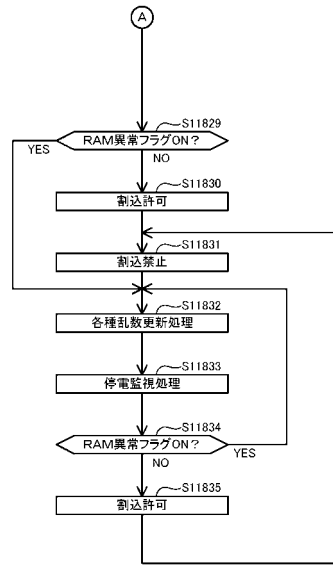 A
S11829
RAM異常フラグON？
YES
NO
S11830
割込許可
S11831
割込禁止
S11832
各種乱数更新処理
S11833
停電監視処理
S11834
RAM異常フラグON？
YES
NO
S11835
割込許可